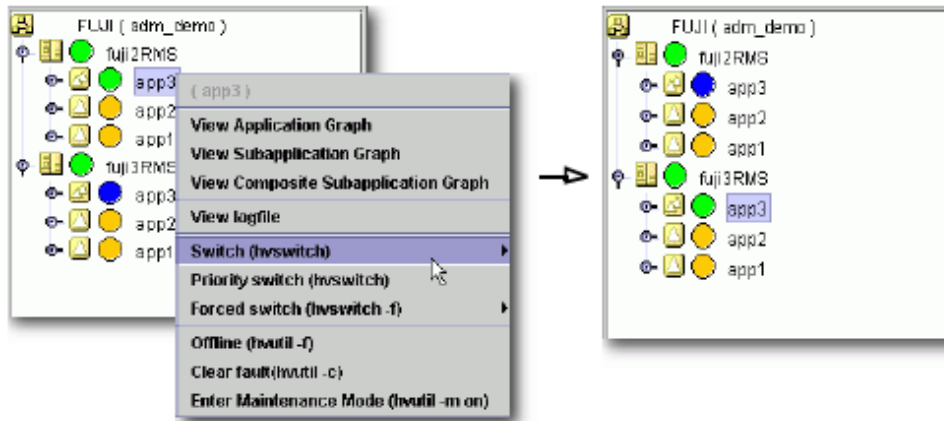 FUJI ( adm_demo )
fuji2RMS
app3
app2
app1
fuji3RMS
app3
app2
app1
( app3 )
View Application Graph
View Subapplication Graph
View Composite Subapplication Graph
View logfile
Switch (hvswitch)
Priority switch (hvswitch)
Forced switch (hvswitch -f)
Offline (hvutil -f)
Clear fault(hvutil -c)
Enter Maintenance Mode (hvutil -m on)
FUJI ( adm_demo )
fuji2RMS
app3
app2
app1
fuji3RMS
app3
app2
app1